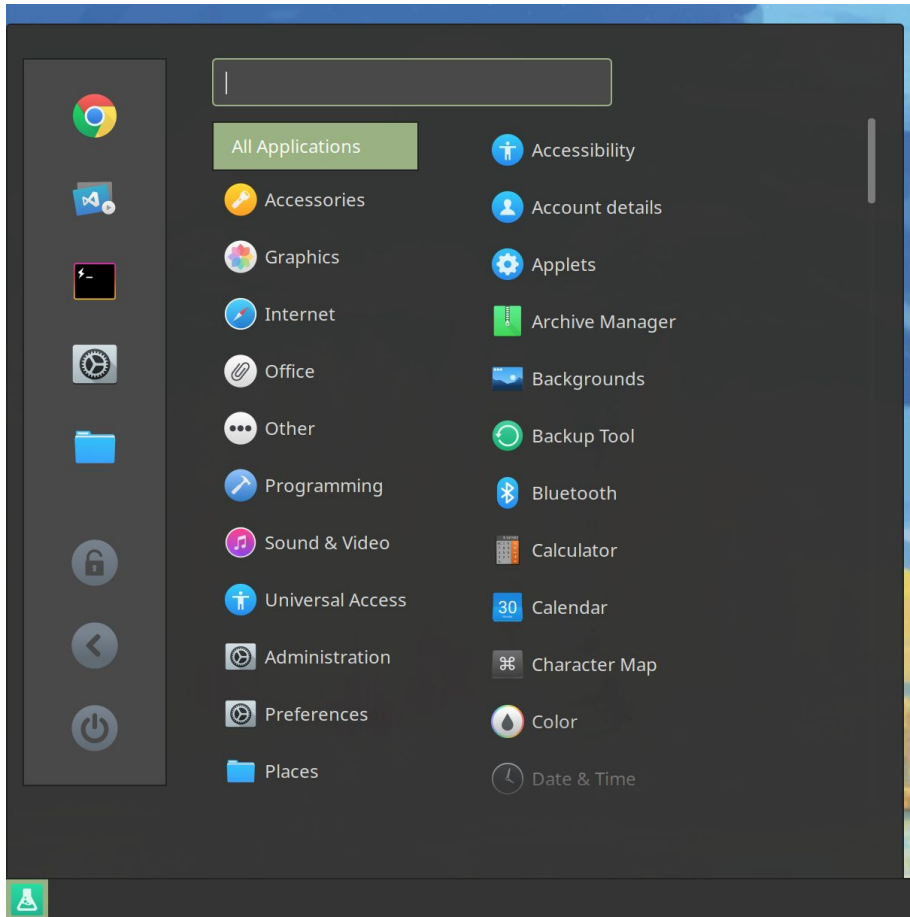 All Applications
Accessories
Graphics
Internet
Office
Other
Programming
Sound & Video
Universal Access
Administration
Preferences
Places
Accessibility
Account details
Applets
Archive Manager
Backgrounds
Backup Tool
Bluetooth
Calculator
30
Calendar
Character Map
Color
Date & Time